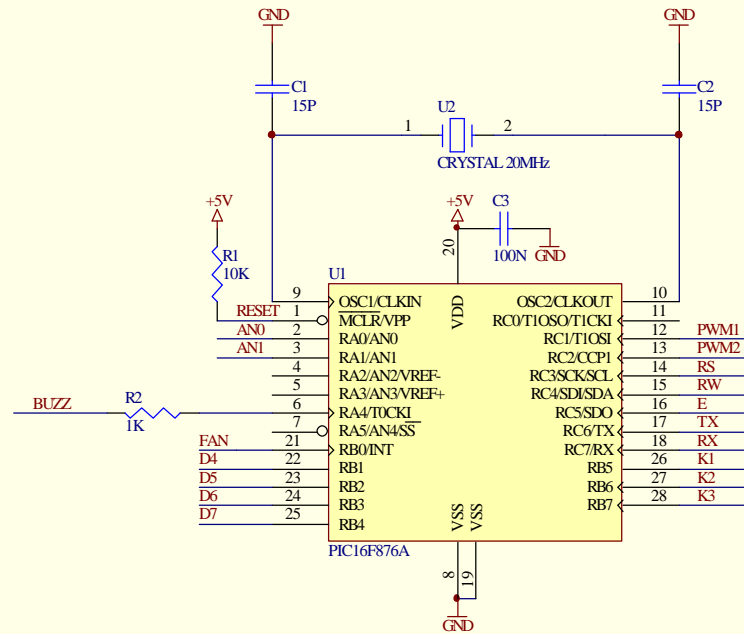 GND
GND
C1
15P
C2
15P
U2
1
2
CRYSTAL 20MHz
+5V
R1
10K
+5V
C3
100N
GND
20
VDD
U1
9 OSC1/CLKIN
RESET 1 MCLR/VPP
AN0 2 RA0/AN0
AN1 3 RA1/AN1
4 RA2/AN2/VREF-
5 RA3/AN3/VREF+
BUZZ
R2
1K
6 RA4/T0CKI
7 RA5/AN4/SS
FAN 21 RB0/INT
D4 22 RB1
D5 23 RB2
D6 24 RB3
D7 25 RB4
OSC2/CLKOUT 10
RC0/T1OSO/T1CKI 11
RC1/T1OSI 12 PWM1
RC2/CCP1 13 PWM2
RC3/SCK/SCL 14 RS
RC4/SDI/SDA 15 RW
RC5/SDO 16 E
RC6/TX 17 TX
RC7/RX 18 RX
RB5 26 K1
RB6 27 K2
RB7 28 K3
VSS
VSS
PIC16F876A
8
19
GND